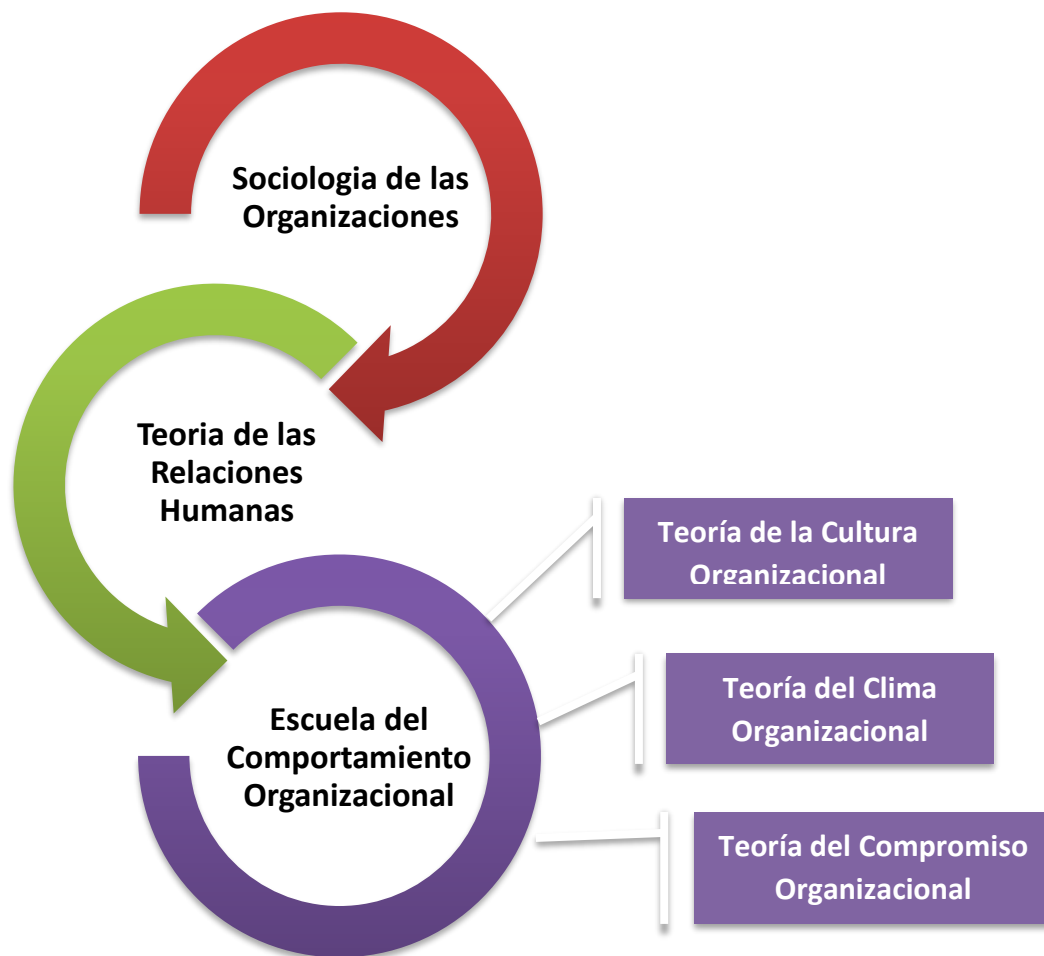 Sociologia de las
Organizaciones
Teoria de las
Relaciones
Humanas
Escuela del
Comportamiento
Organizacional
Teoría de la Cultura
Organizacional
Teoría del Clima
Organizacional
Teoría del Compromiso
Organizacional